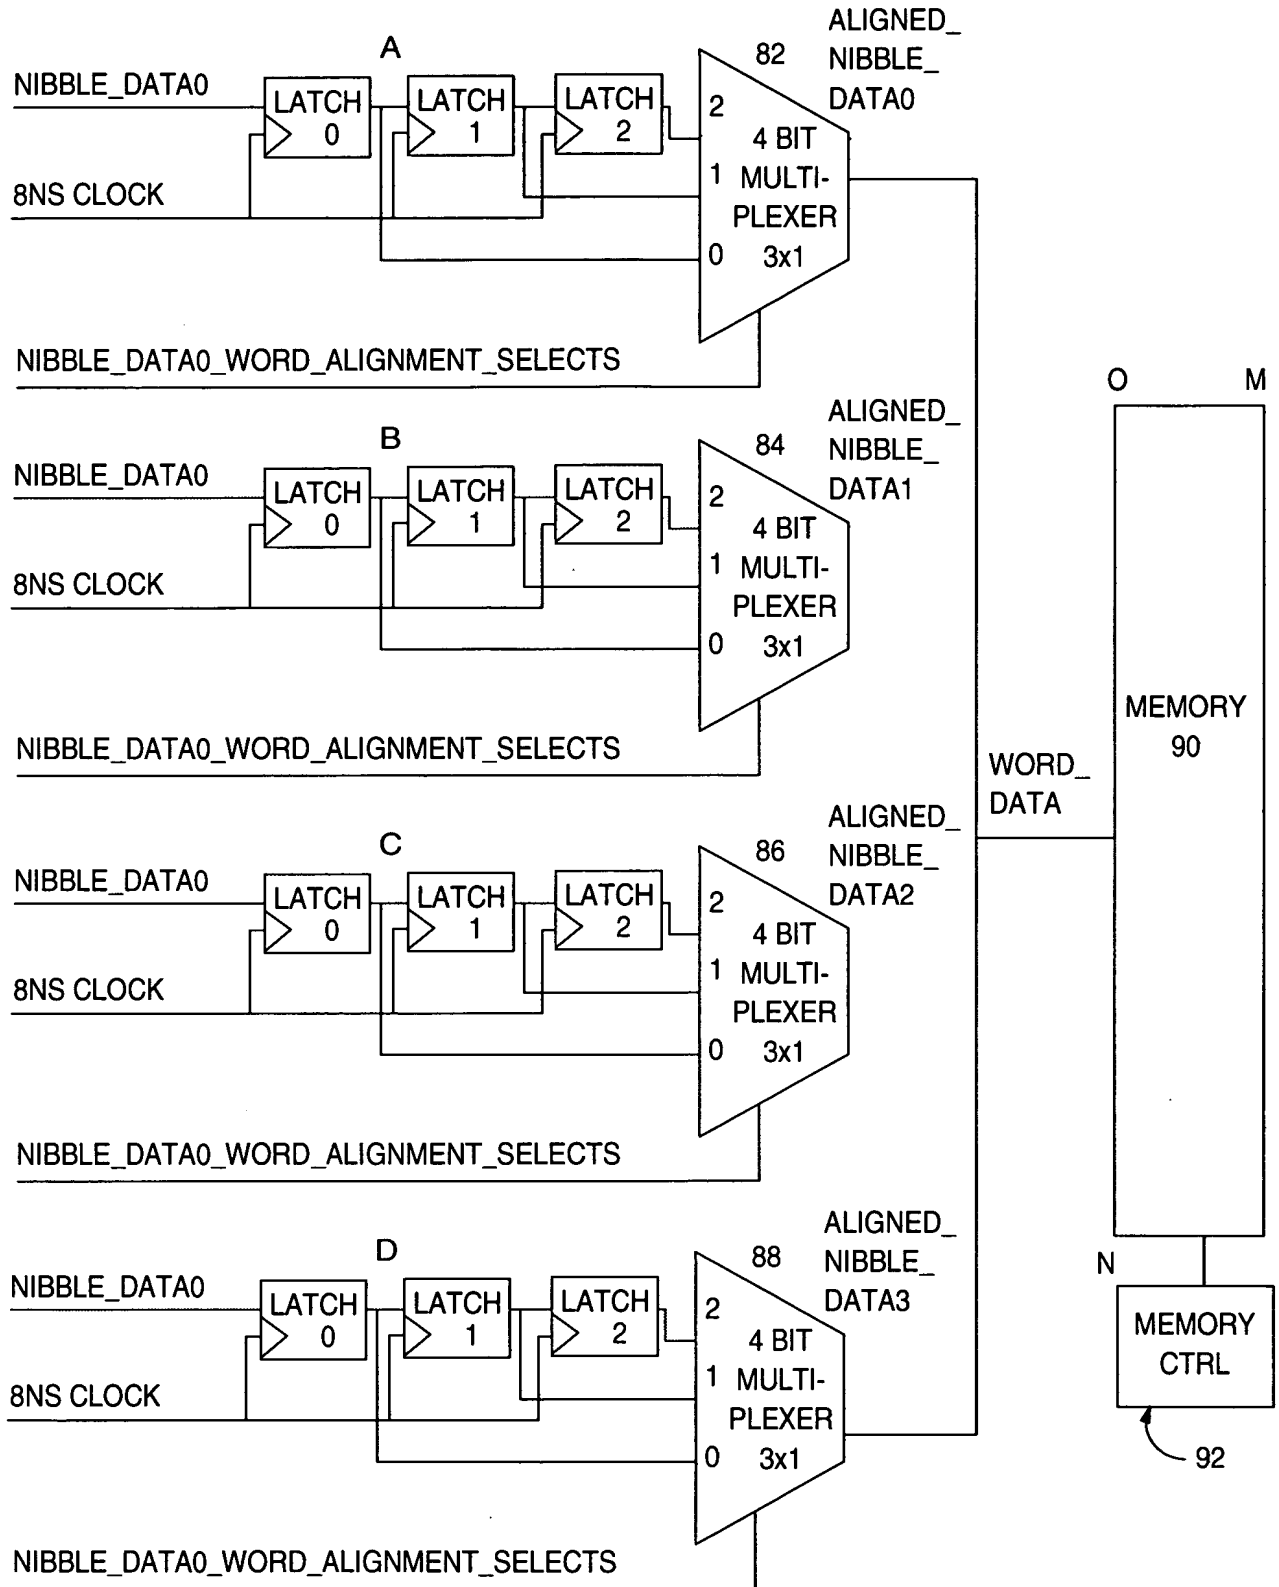 A
NIBBLE_DATA0
LATCH 0
LATCH 1
LATCH 2
8NS CLOCK
NIBBLE_DATA0_WORD_ALIGNMENT_SELECTS
82
2
1
0
4 BIT
MULTI-
PLEXER
3x1
ALIGNED_
NIBBLE_
DATA0
B
NIBBLE_DATA0
LATCH 0
LATCH 1
LATCH 2
8NS CLOCK
NIBBLE_DATA0_WORD_ALIGNMENT_SELECTS
84
2
1
0
4 BIT
MULTI-
PLEXER
3x1
ALIGNED_
NIBBLE_
DATA1
C
NIBBLE_DATA0
LATCH 0
LATCH 1
LATCH 2
8NS CLOCK
NIBBLE_DATA0_WORD_ALIGNMENT_SELECTS
86
2
1
0
4 BIT
MULTI-
PLEXER
3x1
ALIGNED_
NIBBLE_
DATA2
D
NIBBLE_DATA0
LATCH 0
LATCH 1
LATCH 2
8NS CLOCK
NIBBLE_DATA0_WORD_ALIGNMENT_SELECTS
88
2
1
0
4 BIT
MULTI-
PLEXER
3x1
ALIGNED_
NIBBLE_
DATA3
WORD_
DATA
O
M
MEMORY
90
N
MEMORY
CTRL
92